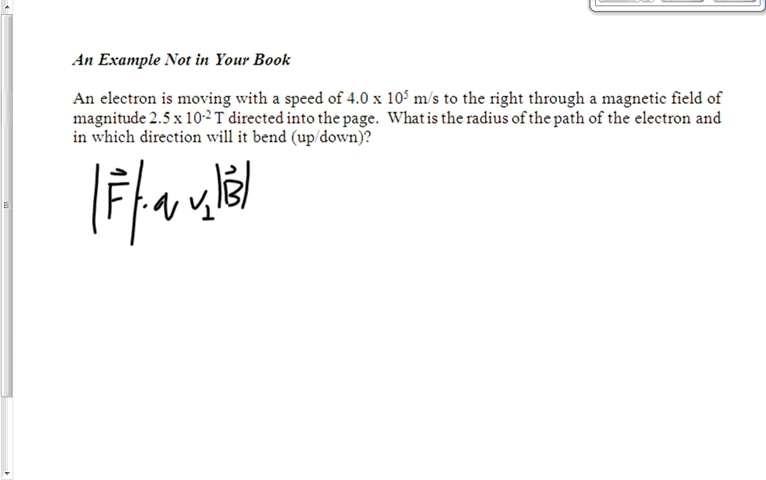 An Example Not in Your Book
An electron is moving with a speed of 4.0 x 10⁵ m/s to the right through a magnetic field of
magnitude 2.5 x 10⁻² T directed into the page. What is the radius of the path of the electron and
in which direction will it bend (up/down)?
|F⃗| = q v⊥ |B⃗|